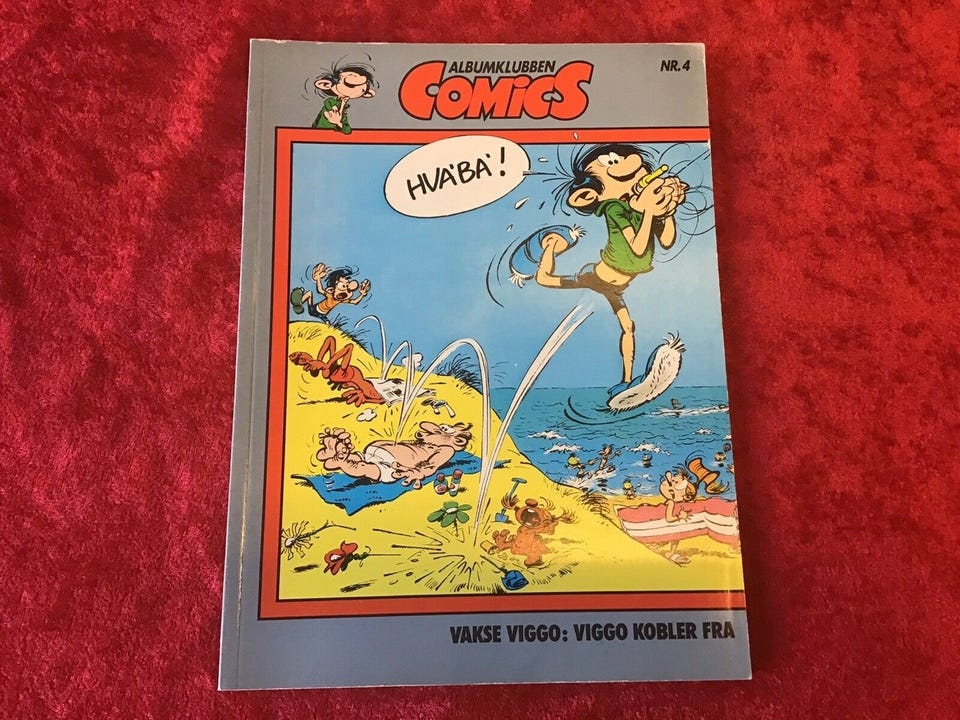 ALBUMKLUBBEN
COMICS
NR.4
HVA'BA'!
VAKSE VIGGO: VIGGO KOBLER FRA